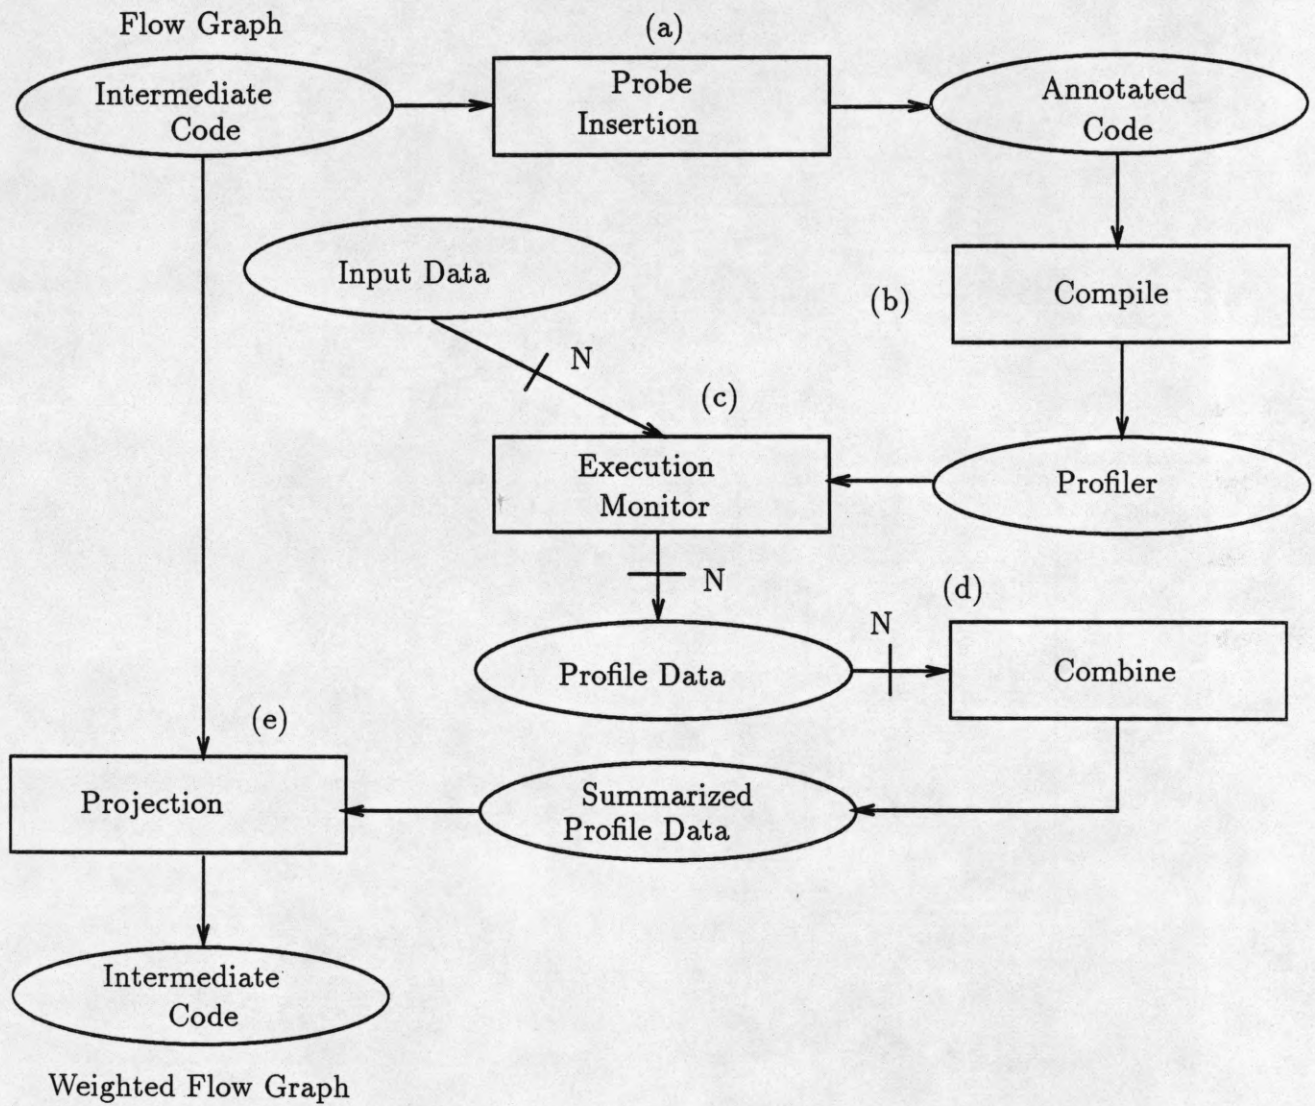 Flow Graph
(a)
Intermediate
Code
Probe
Insertion
Annotated
Code
Input Data
(b)
Compile
N
(c)
Execution
Monitor
Profiler
N
(d)
N
Profile Data
Combine
(e)
Projection
Summarized
Profile Data
Intermediate
Code
Weighted Flow Graph